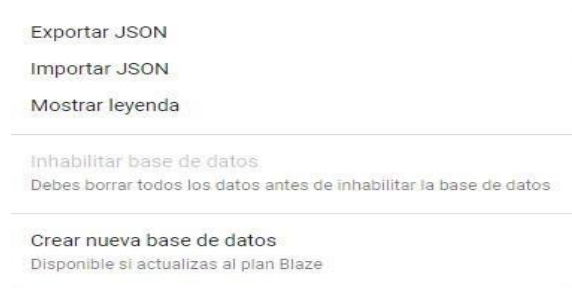 Exportar JSON
Importar JSON
Mostrar leyenda
Inhabilitar base de datos
Debes borrar todos los datos antes de inhabilitar la base de datos
Crear nueva base de datos
Disponible si actualizas al plan Blaze